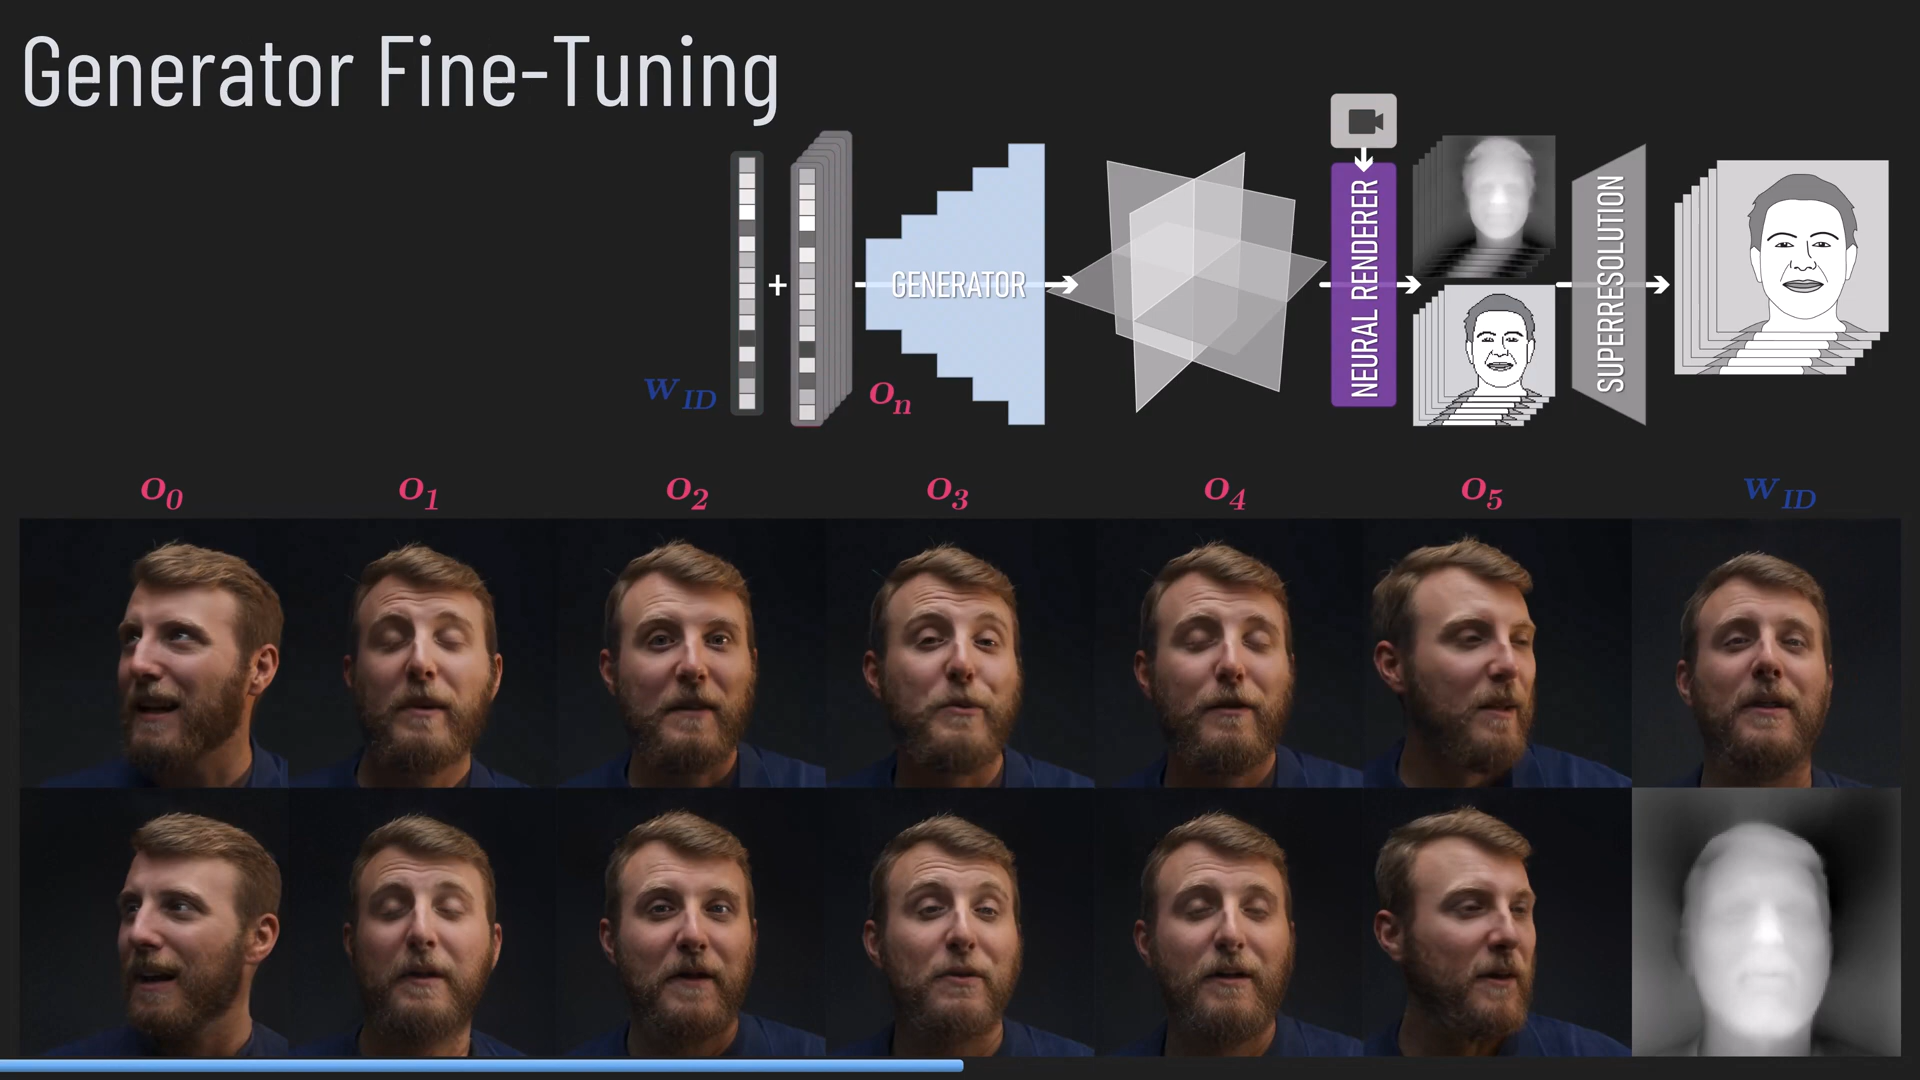 Generator Fine-Tuning
w_ID
+
o_n
GENERATOR
NEURAL RENDERER
SUPERRESOLUTION
o_0 o_1 o_2 o_3 o_4 o_5 w_ID